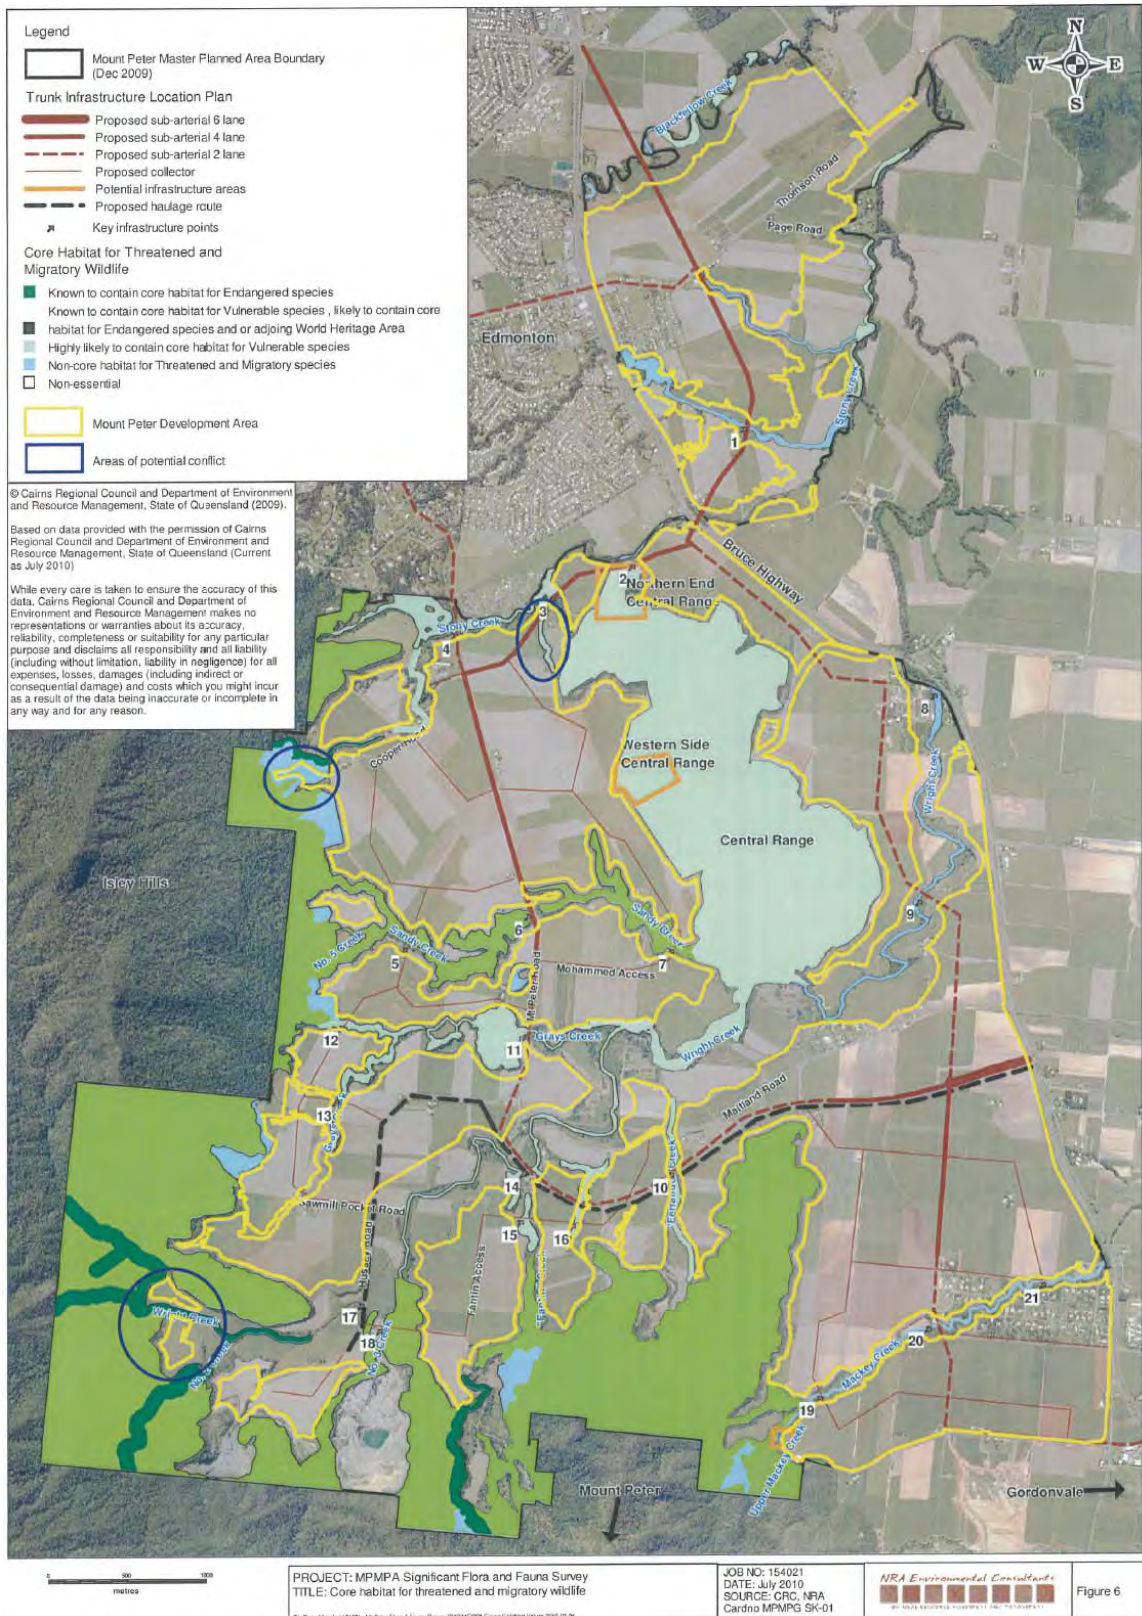 Legend
Mount Peter Master Planned Area Boundary
(Dec 2009)
Trunk Infrastructure Location Plan
Proposed sub-arterial 6 lane
Proposed sub-arterial 4 lane
Proposed sub-arterial 2 lane
Proposed collector
Potential infrastructure areas
Proposed haulage route
Key infrastructure points
Core Habitat for Threatened and
Migratory Wildlife
Known to contain core habitat for Endangered species
Known to contain core habitat for Vulnerable species , likely to contain core
habitat for Endangered species and or adjoing World Heritage Area
Highly likely to contain core habitat for Vulnerable species
Non-core habitat for Threatened and Migratory species
Non-essential
Mount Peter Development Area
Areas of potential conflict
© Cairns Regional Council and Department of Environment
and Resource Management, State of Queensland (2009).
Based on data provided with the permission of Cairns
Regional Council and Department of Environment and
Resource Management, State of Queensland (Current
as July 2010)
While every care is taken to ensure the accuracy of this
data, Cairns Regional Council and Department of
Environment and Resource Management makes no
representations or warranties about its accuracy,
reliability, completeness or suitability for any particular
purpose and disclaims all responsibility and all liability
(including without limitation, liability in negligence) for all
expenses, losses, damages (including indirect or
consequential damage) and costs which you might incur
as a result of the data being inaccurate or incomplete in
any way and for any reason.
N
W E
S
Blackfellow Creek
Thomson Road
Page Road
Edmonton
Stony Creek
1
Bruce Highway
2
Northern End
Central Range
3
Stony Creek
4
Cooper Road
8
Western Side
Central Range
Wright Creek
Central Range
Isley Hills
9
Sandy Creek
6
Sandy Creek
No. 5 Creek
5
7
Mohammed Access
Mt Peter Road
12
Grays Creek
11
Wright Creek
Maitland Road
13
Grays Creek
14
10
Sawmill Pocket Road
15
16
Fantin Access
Wright Creek
17
18
No. 3 Creek
21
20
Mackey Creek
19
Upper Mackey Creek
Mount Peter
Gordonvale
0 500 1000
metres
PROJECT: MPMPA Significant Flora and Fauna Survey
TITLE: Core habitat for threatened and migratory wildlife
JOB NO: 154021
DATE: July 2010
SOURCE: CRC, NRA
Cardno MPMPG SK-01
NRA Environmental Consultants
Figure 6